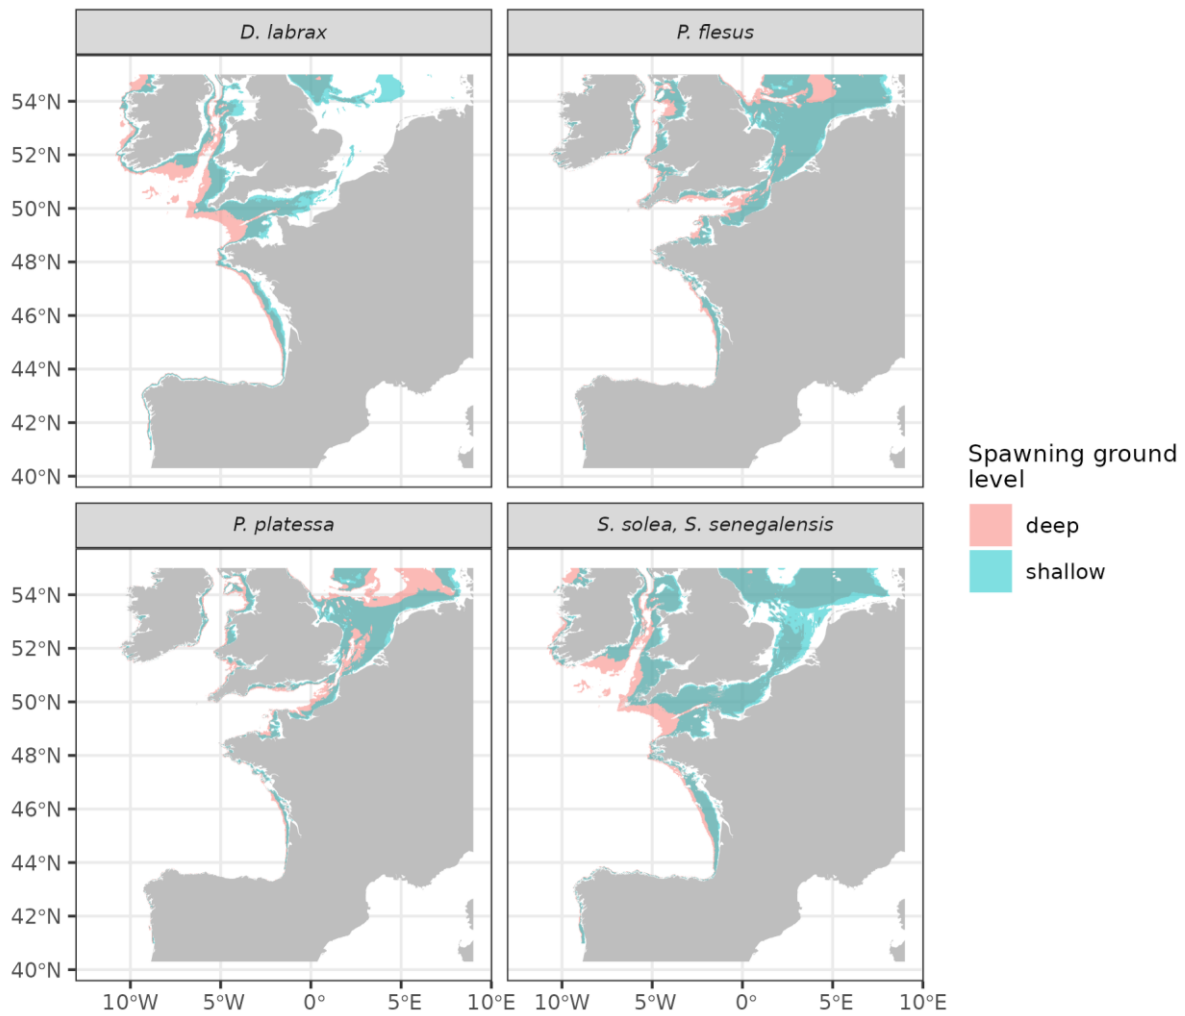 D. labrax
P. flesus
54°N
52°N
50°N
48°N
46°N
44°N
42°N
40°N
P. platessa
S. solea, S. senegalensis
54°N
52°N
50°N
48°N
46°N
44°N
42°N
40°N
10°W 5°W 0° 5°E 10°E 10°W 5°W 0° 5°E 10°E
Spawning ground
level
deep
shallow